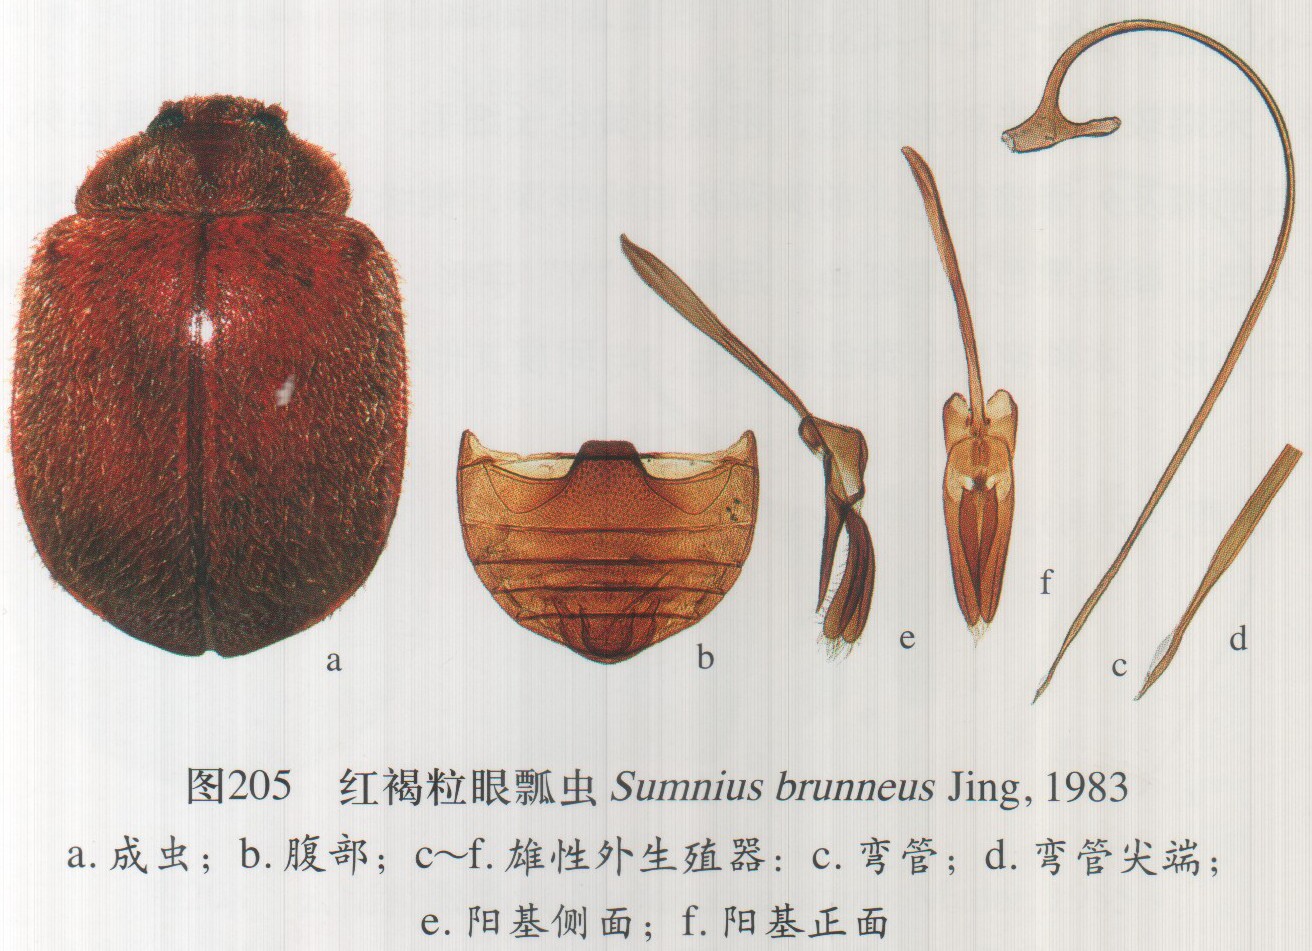 a
b
e
f
c
d
图205 红褐粒眼瓢虫 Sumnius brunneus Jing, 1983
a. 成虫；b. 腹部；c～f. 雄性外生殖器：c. 弯管；d. 弯管尖端；
e. 阳基侧面；f. 阳基正面